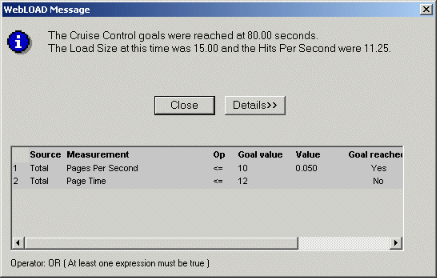 WebLOAD Message
The Cruise Control goals were reached at 80.00 seconds.
The Load Size at this time was 15.00 and the Hits Per Second were 11.25.
Close Details>>
Source Measurement Op Goal value Value Goal reached
1 Total Pages Per Second <= 10 0.050 Yes
2 Total Page Time <= 12 No
Operator: OR ( At least one expression must be true )